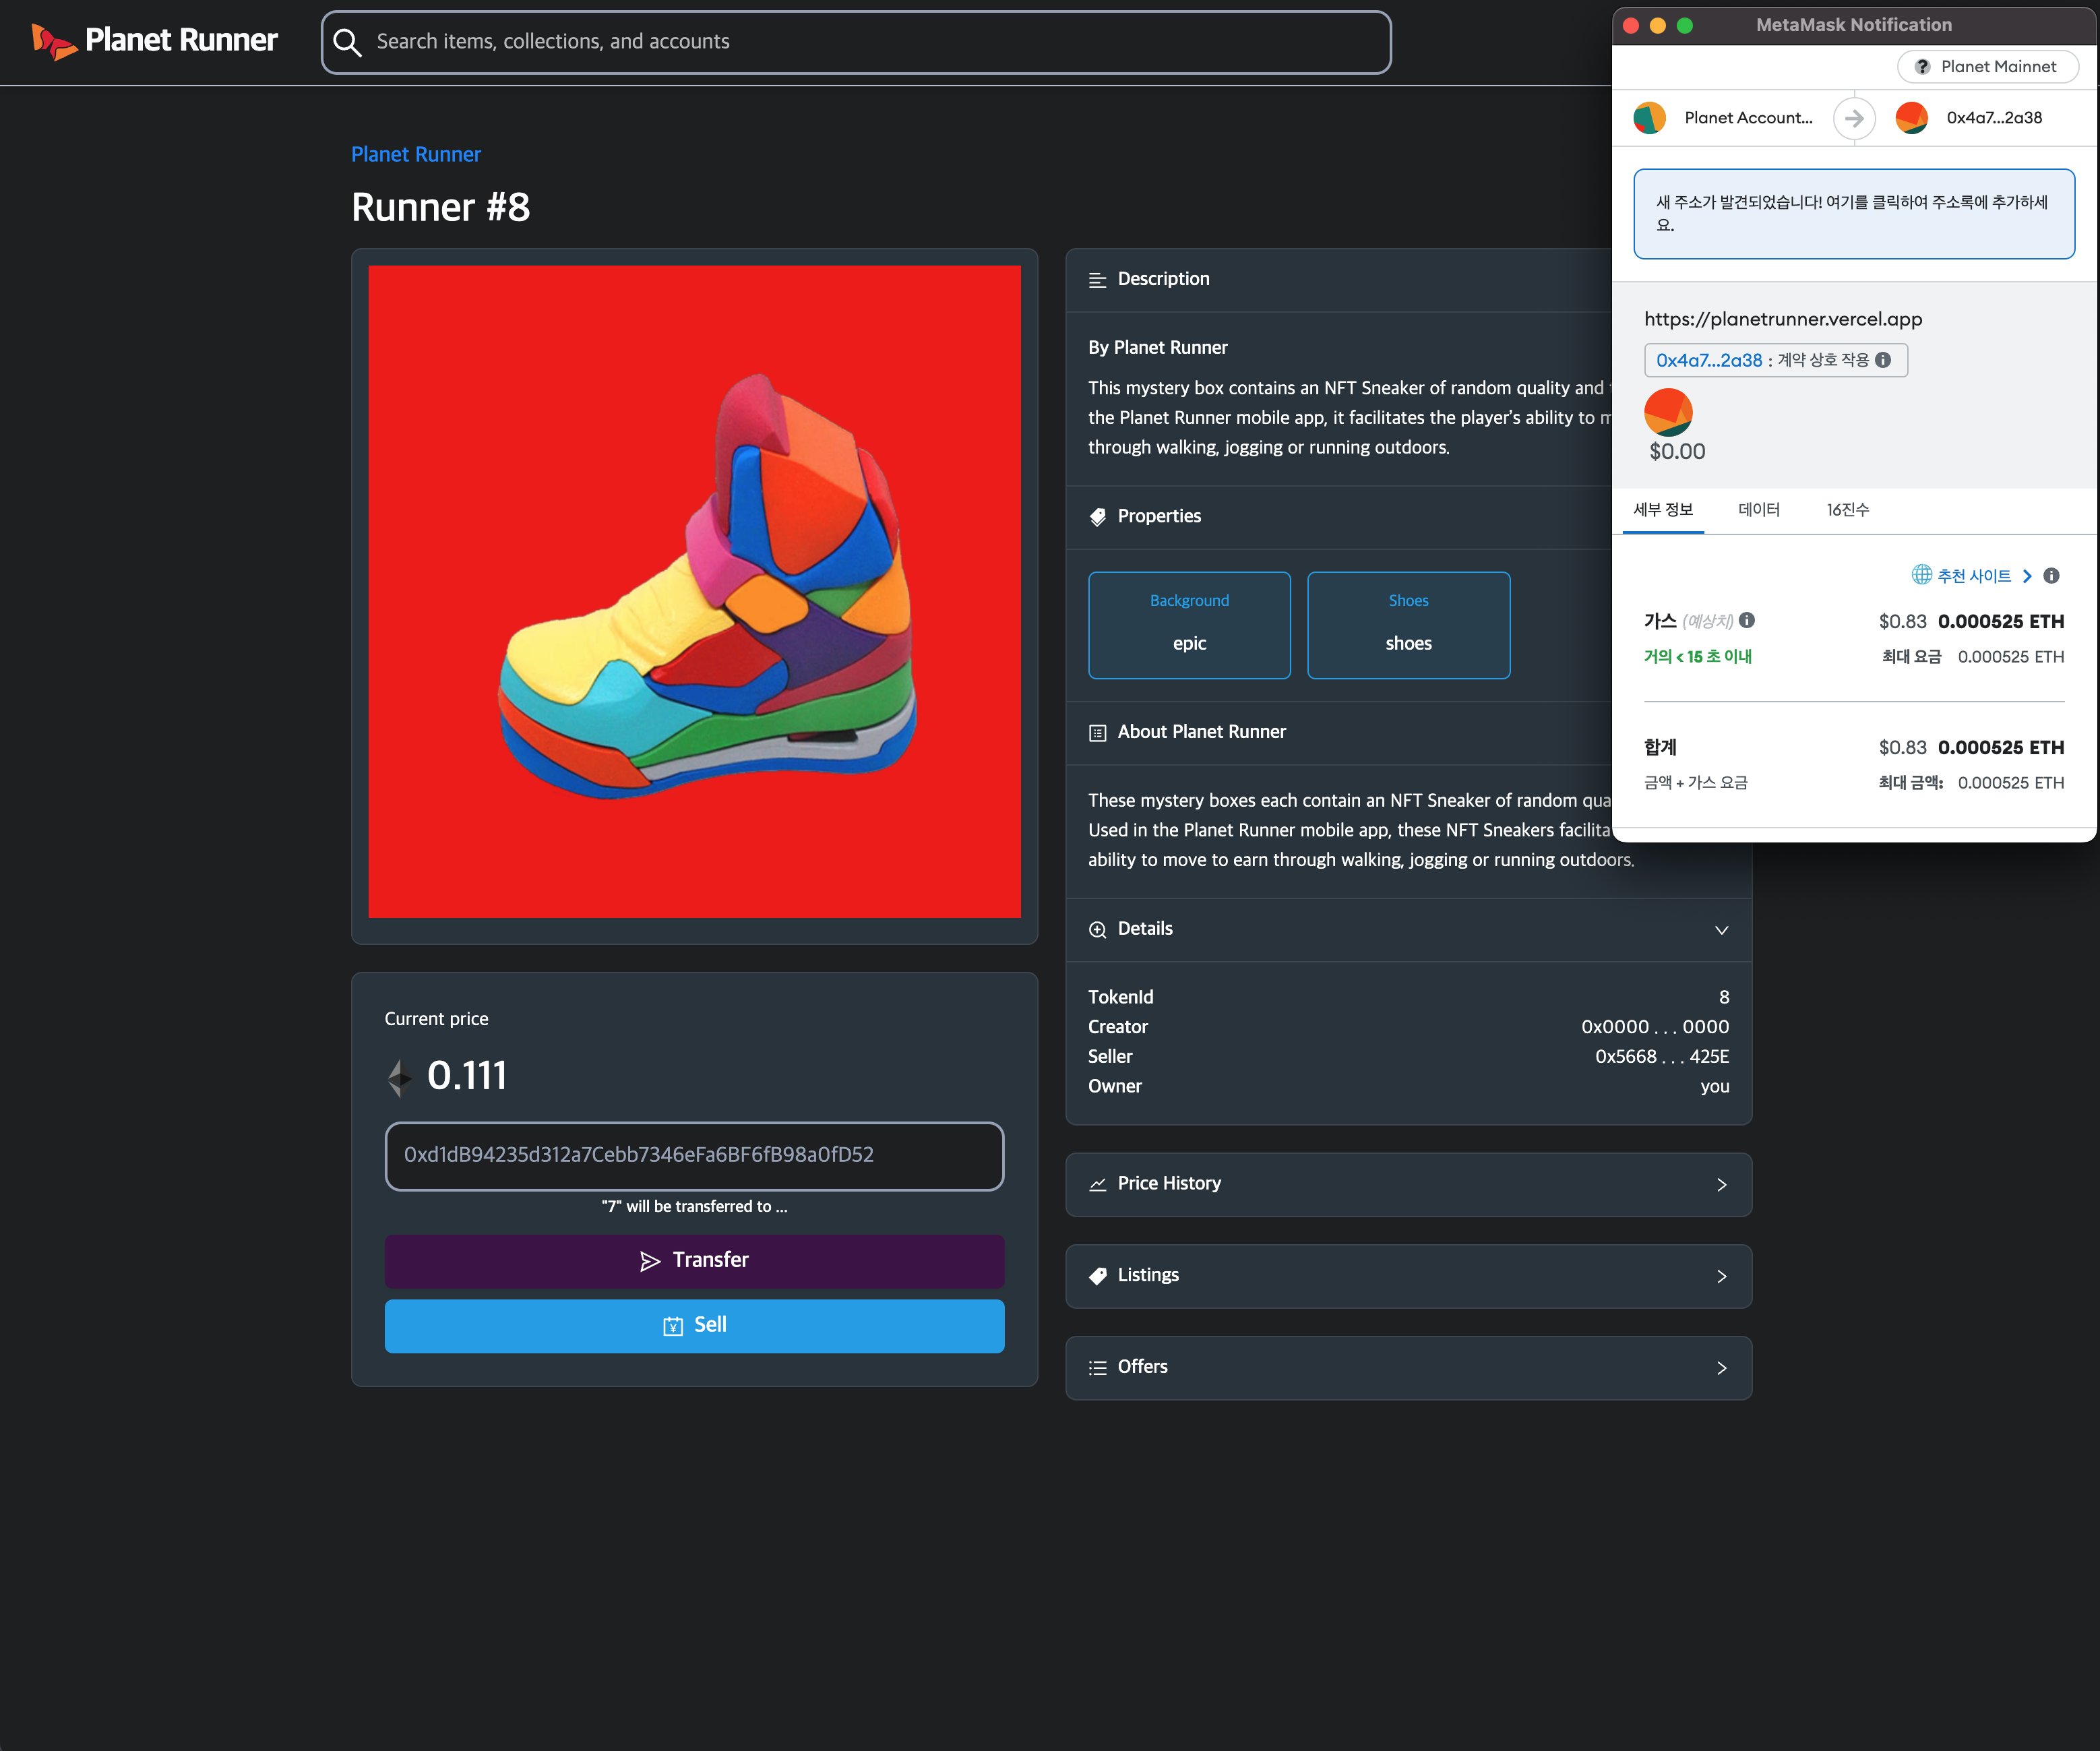 Planet Runner
Search items, collections, and accounts
Planet Runner
Runner #8
Current price
0.111
0xd1dB94235d312a7Cebb7346eFa6BF6fB98a0fD52
"7" will be transferred to ...
Transfer
Sell
Description
By Planet Runner
This mystery box contains an NFT Sneaker of random quality and
the Planet Runner mobile app, it facilitates the player's ability to
through walking, jogging or running outdoors.
Properties
Background
epic
Shoes
shoes
About Planet Runner
These mystery boxes each contain an NFT Sneaker of random
Used in the Planet Runner mobile app, these NFT Sneakers
ability to move to earn through walking, jogging or running outdoors.
Details
TokenId 8
Creator 0x0000 . . . 0000
Seller 0x5668 . . . 425E
Owner you
Price History
Listings
Offers
MetaMask Notification
Planet Mainnet
Planet Account... 0x4a7...2a38
새 주소가 발견되었습니다! 여기를 클릭하여 주소록에 추가하세
요.
https://planetrunner.vercel.app
0x4a7...2a38 : 계약 상호 작용
$0.00
세부 정보 데이터 16진수
추천 사이트
가스 (예상치) $0.83 0.000525 ETH
거의 < 15 초 이내 최대 요금 0.000525 ETH
합계 $0.83 0.000525 ETH
금액 + 가스 요금 최대 금액: 0.000525 ETH